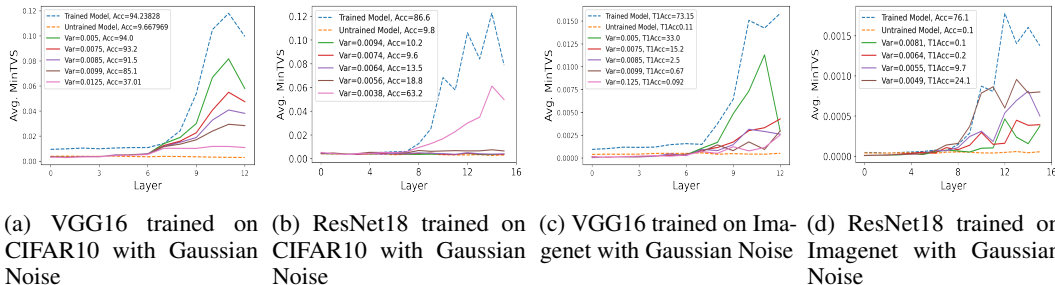 0.12
0.10
0.08
0.06
0.04
0.02
0.00
Avg. MinTVS
Trained Model, Acc=94.23828
Untrained Model, Acc=9.667969
Var=0.005, Acc=94.0
Var=0.0075, Acc=93.2
Var=0.0085, Acc=91.5
Var=0.0099, Acc=85.1
Var=0.0125, Acc=37.01
0 3 6 9 12
Layer
0.12
0.10
0.08
0.06
0.04
0.02
0.00
Avg. MinTVS
Trained Model, Acc=86.6
Untrained Model, Acc=9.8
Var=0.0094, Acc=10.2
Var=0.0074, Acc=9.6
Var=0.0064, Acc=13.5
Var=0.0056, Acc=18.8
Var=0.0038, Acc=63.2
0 4 8 12 16
Layer
0.0150
0.0100
0.0050
0.0000
Avg. MinTVS
Trained Model, T1Acc=73.15
Untrained Model, T1Acc0.11
Var=0.005, T1Acc=33.0
Var=0.0075, T1Acc=15.2
Var=0.0085, T1Acc=2.5
Var=0.0099, T1Acc=0.67
Var=0.125, T1Acc=0.092
0 3 6 9 12
Layer
0.0015
0.0010
0.0005
0.0000
Avg. MinTVS
Trained Model, Acc=76.1
Untrained Model, Acc=0.1
Var=0.0081, T1Acc=0.1
Var=0.0064, T1Acc=0.2
Var=0.0055, T1Acc=9.7
Var=0.0049, T1Acc=24.1
0 2 4 6 8 10 12 14 16
Layer
(a) VGG16 trained on
CIFAR10 with Gaussian
Noise
(b) ResNet18 trained on
CIFAR10 with Gaussian
Noise
(c) VGG16 trained on Ima-
genet with Gaussian Noise
(d) ResNet18 trained on
Imagenet with Gaussian
Noise